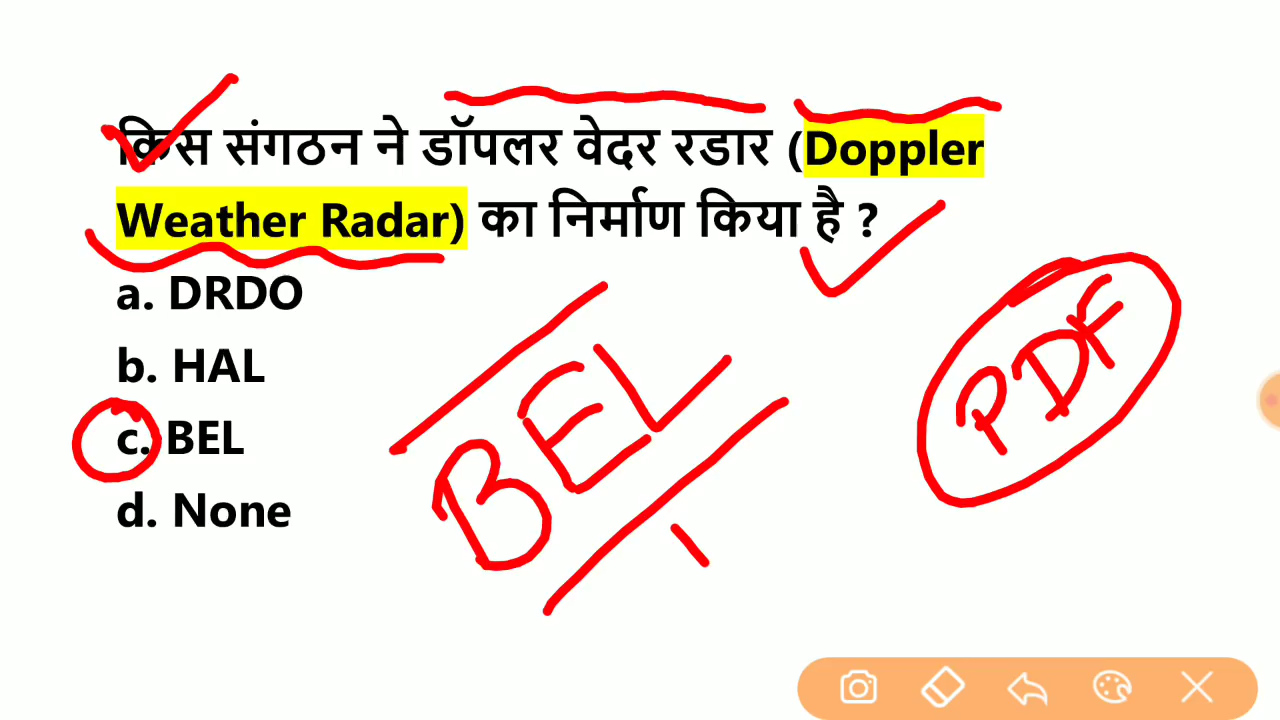 किस संगठन ने डॉपलर वेदर रडार (Doppler
Weather Radar) का निर्माण किया है ?
a. DRDO
b. HAL
c. BEL
d. None
BEL
PDF